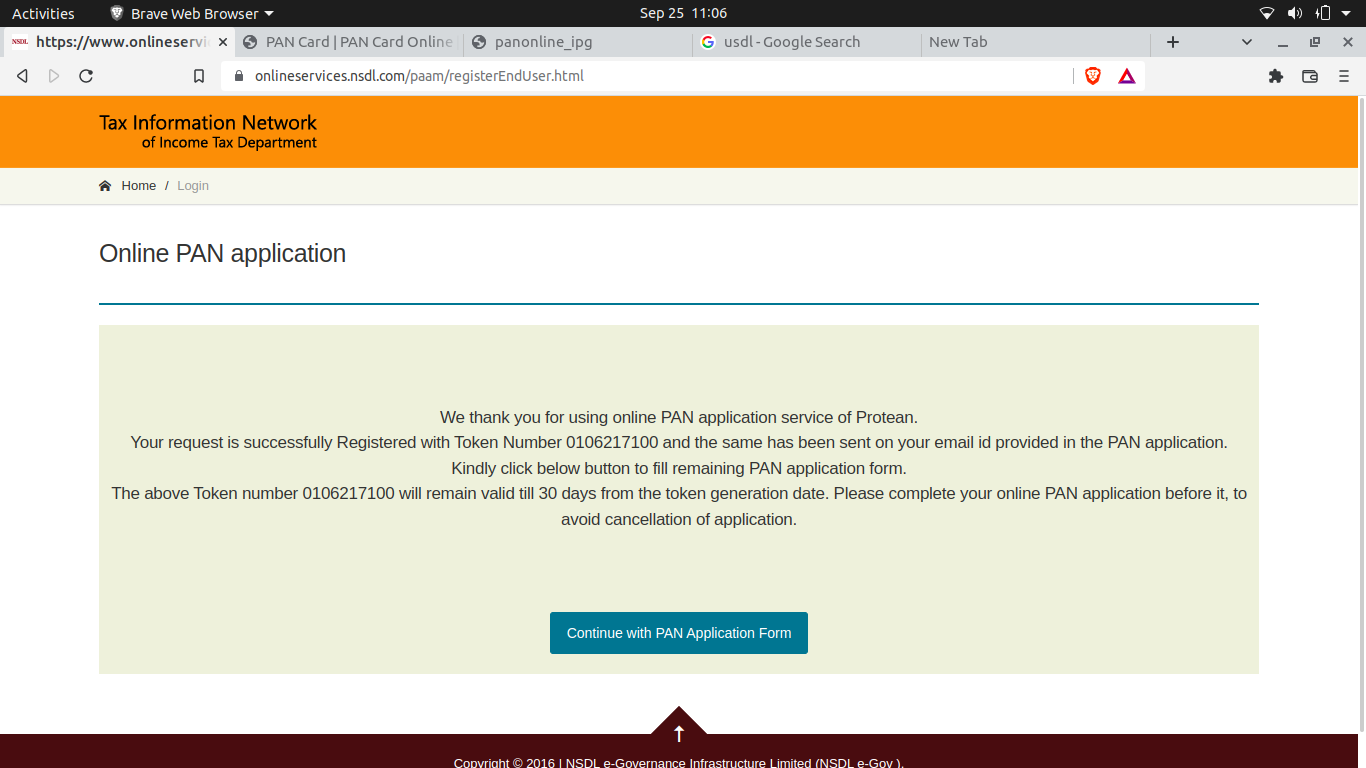 Activities
Brave Web Browser
Sep 25 11:06
NSDL
https://www.onlineservi
PAN Card | PAN Card Online
panonline_ipg
usdl - Google Search
New Tab
onlineservices.nsdl.com/paam/registerEndUser.html
Tax Information Network
of Income Tax Department
Home / Login
Online PAN application
We thank you for using online PAN application service of Protean.
Your request is successfully Registered with Token Number 0106217100 and the same has been sent on your email id provided in the PAN application.
Kindly click below button to fill remaining PAN application form.
The above Token number 0106217100 will remain valid till 30 days from the token generation date. Please complete your online PAN application before it, to
avoid cancellation of application.
Continue with PAN Application Form
Copyright © 2016 | NSDL e-Governance Infrastructure Limited (NSDL e-Gov ).